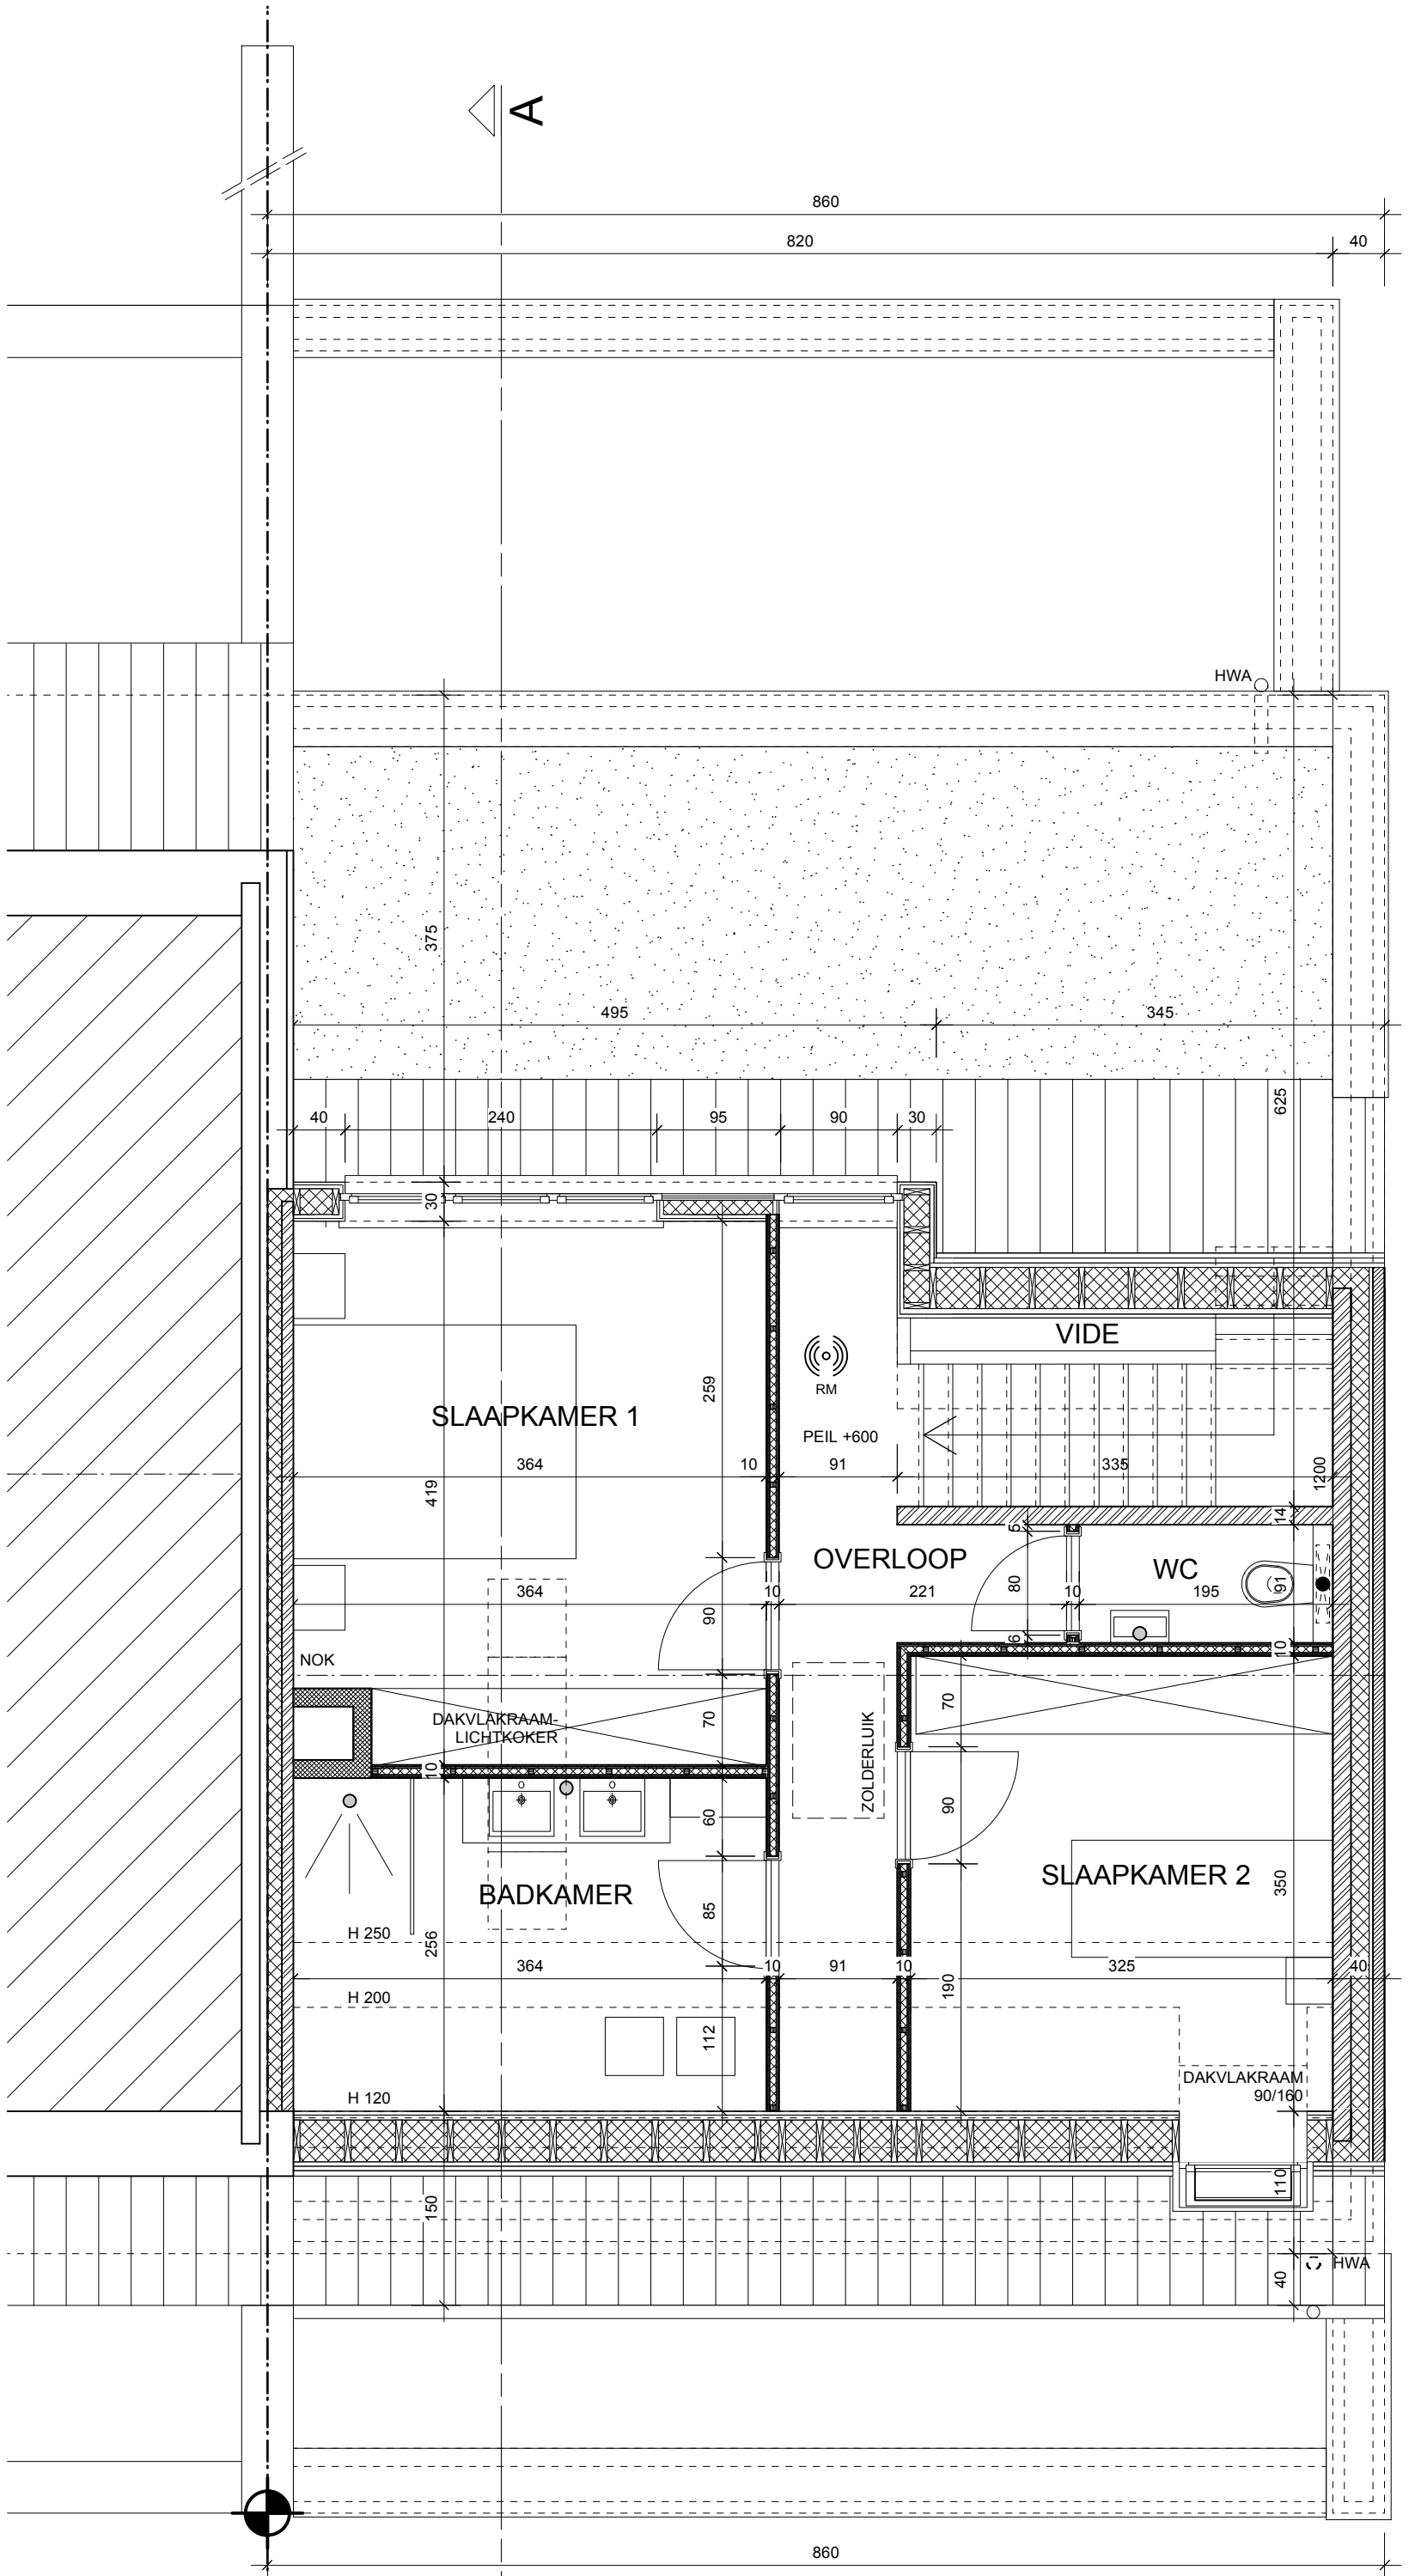 A
860
820
40
HWA
375
495
345
625
40
240
95
90
30
30
VIDE
259
RM
SLAAPKAMER 1
PEIL +600
364
10
91
335
1200
419
14
5
OVERLOOP
WC
364
10
221
80
10
195
91
90
6
10
NOK
70
70
DAKVLAKRAAM-
LICHTKOKER
ZOLDERLUIK
10
60
90
SLAAPKAMER 2
350
BADKAMER
85
H 250
256
364
10
91
10
325
40
190
H 200
112
DAKVLAKRAAM
90/160
H 120
150
110
HWA
40
860